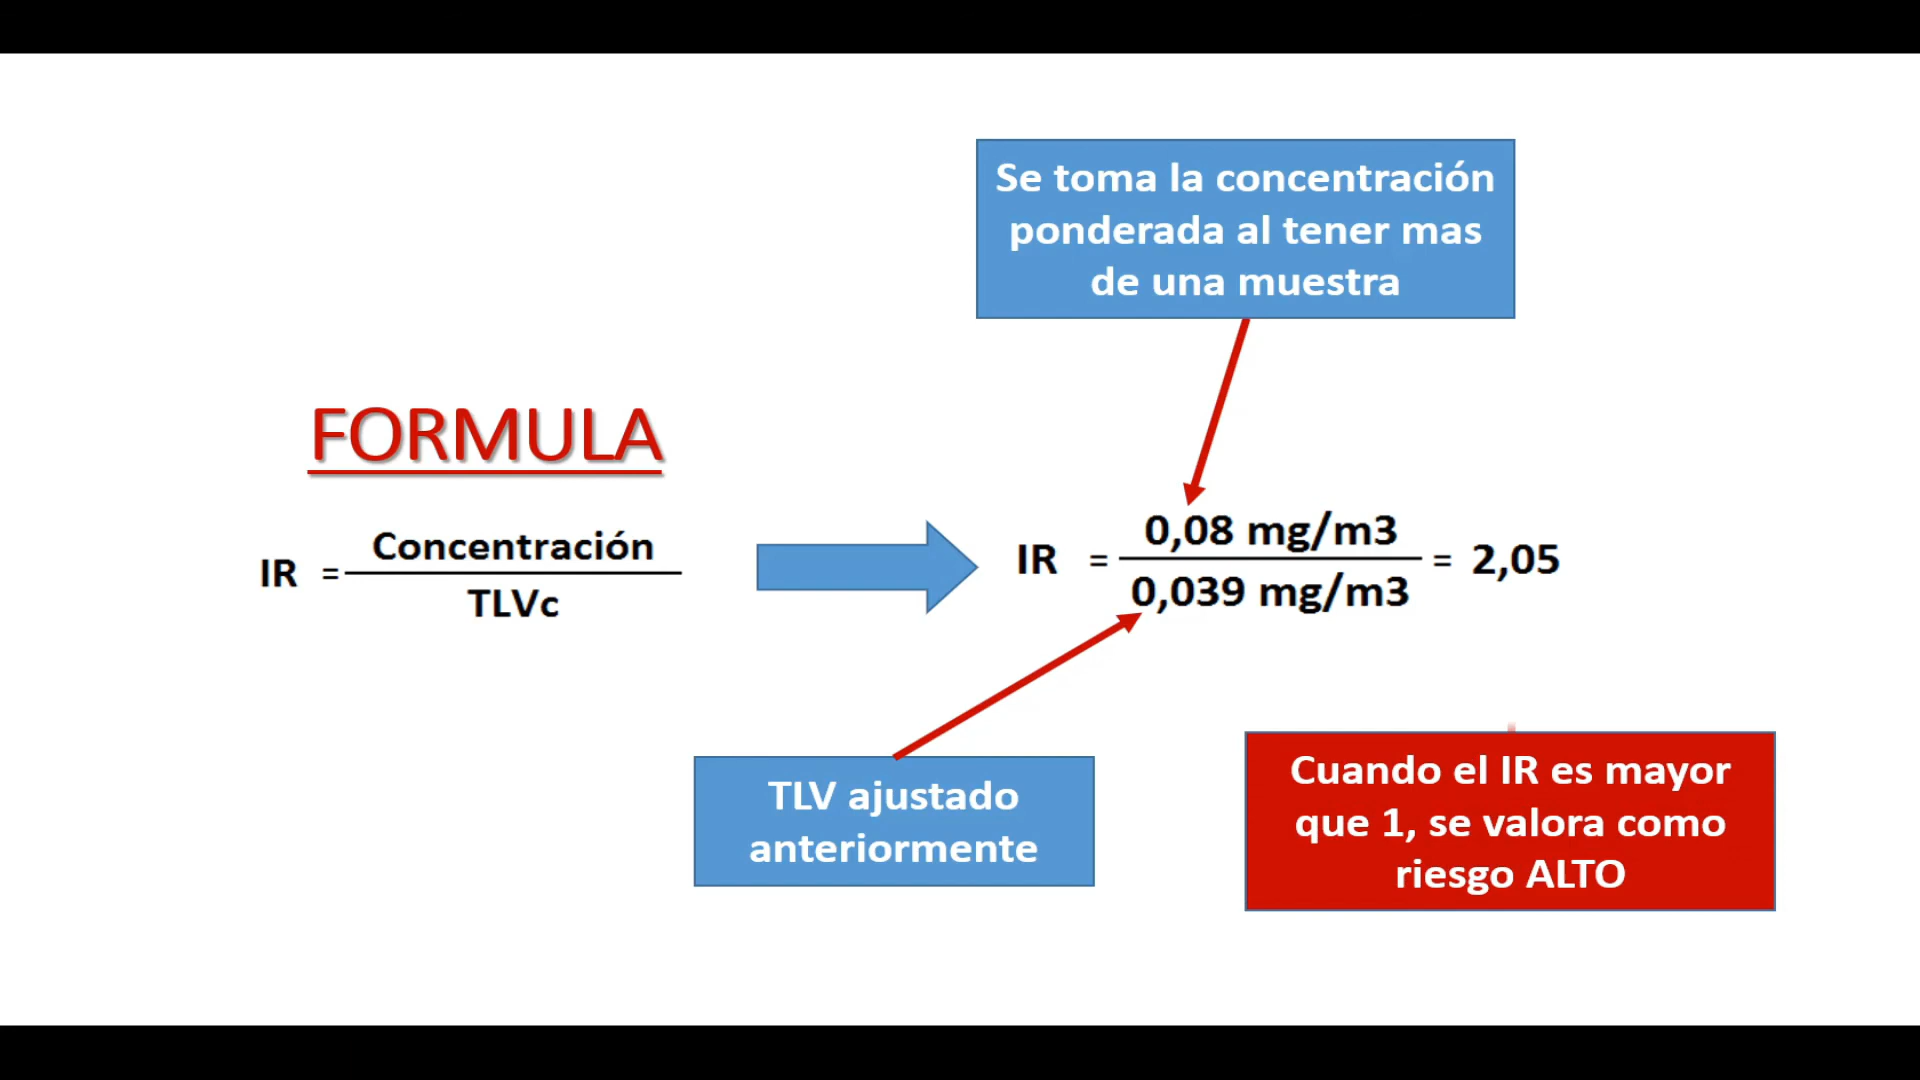 Se toma la concentración
ponderada al tener mas
de una muestra
FORMULA
IR = Concentración
TLVc
IR = 0,08 mg/m3 = 2,05
0,039 mg/m3
TLV ajustado
anteriormente
Cuando el IR es mayor
que 1, se valora como
riesgo ALTO